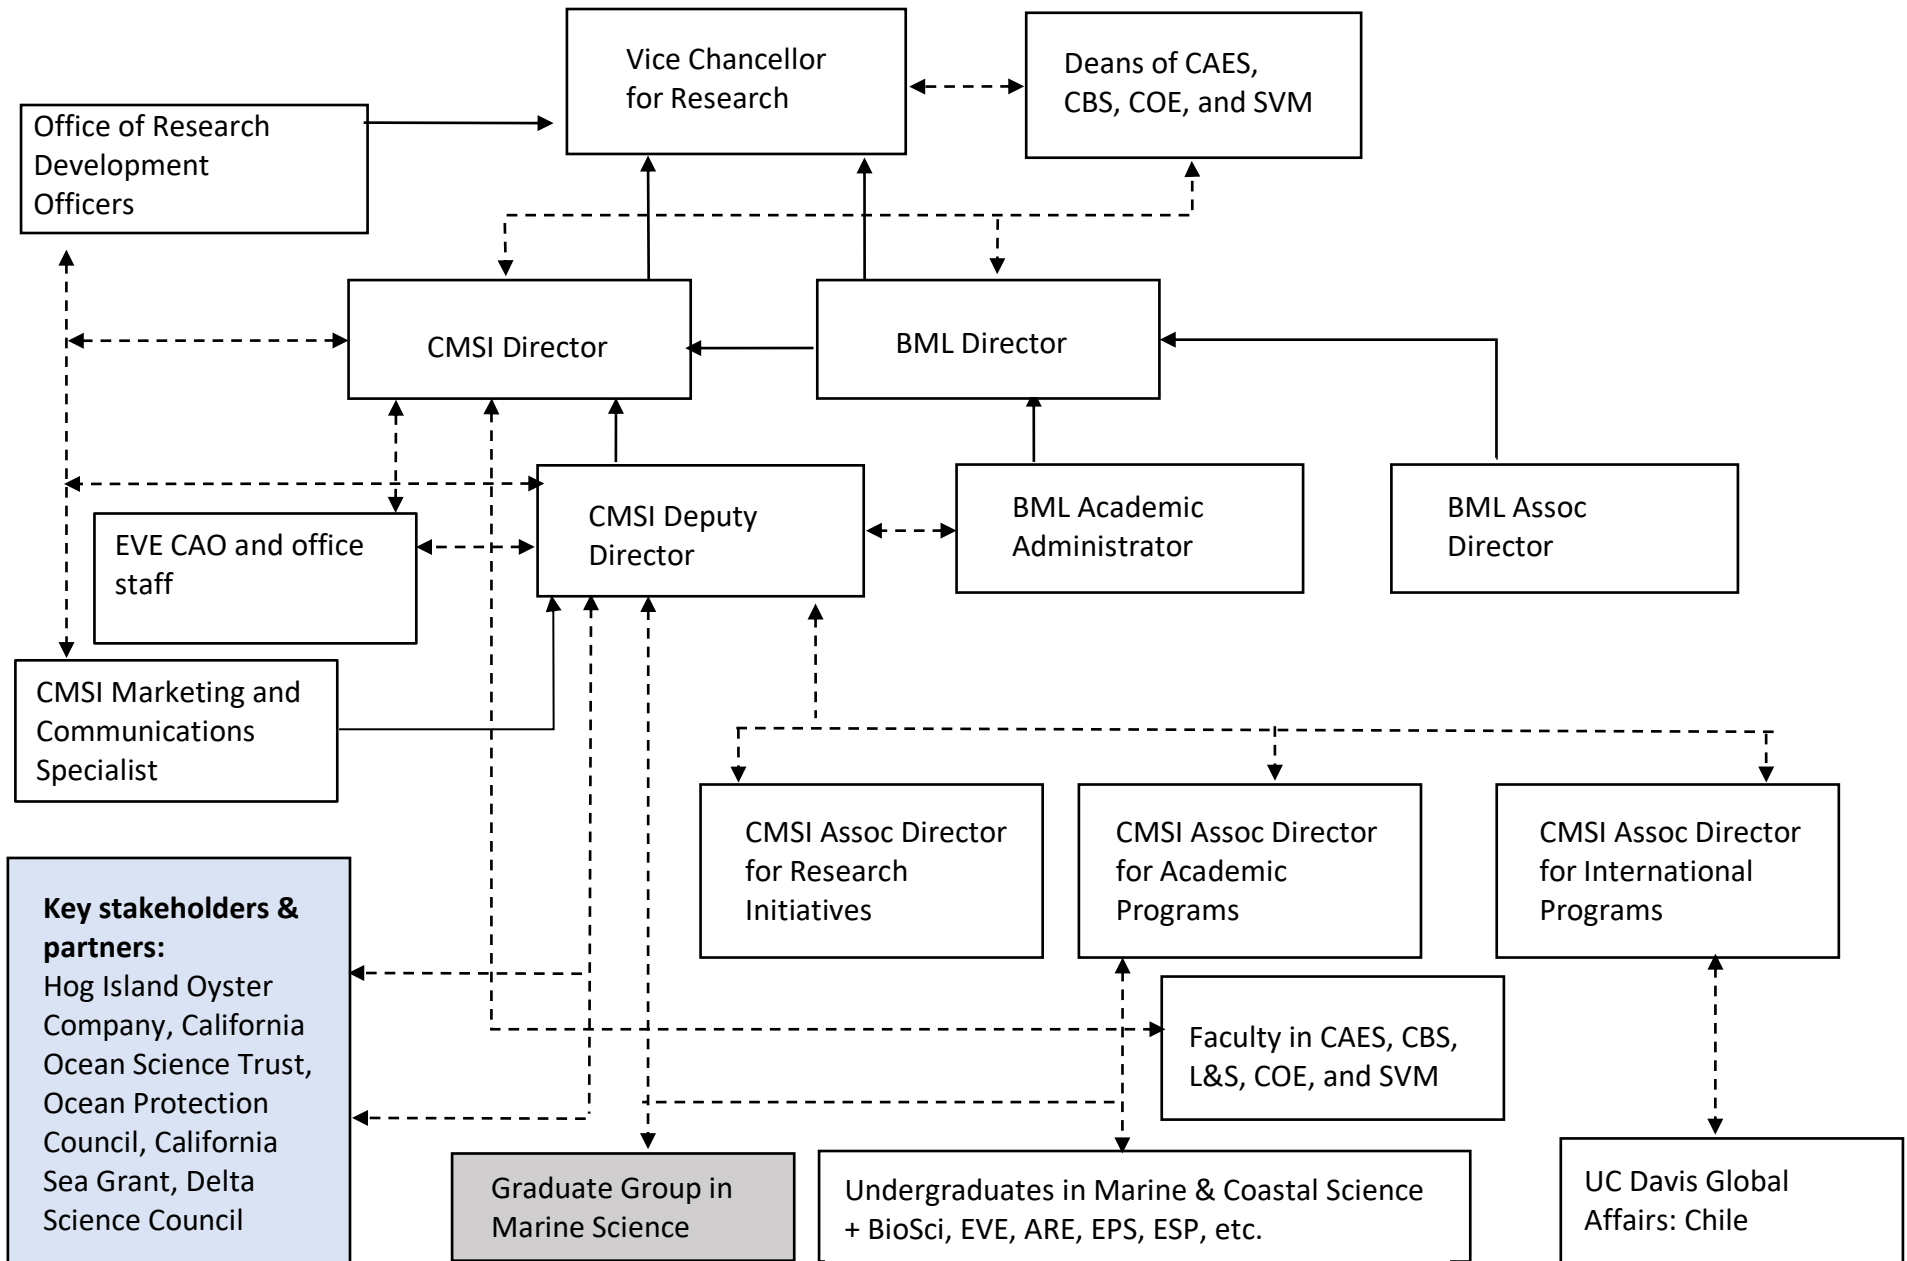 Vice Chancellor
for Research
Deans of CAES,
CBS, COE, and SVM
Office of Research
Development
Officers
CMSI Director
BML Director
CMSI Deputy
Director
BML Academic
Administrator
BML Assoc
Director
EVE CAO and office
staff
CMSI Marketing and
Communications
Specialist
CMSI Assoc Director
for Research
Initiatives
CMSI Assoc Director
for Academic
Programs
CMSI Assoc Director
for International
Programs
Key stakeholders &
partners:
Hog Island Oyster
Company, California
Ocean Science Trust,
Ocean Protection
Council, California
Sea Grant, Delta
Science Council
Faculty in CAES, CBS,
L&S, COE, and SVM
Graduate Group in
Marine Science
Undergraduates in Marine & Coastal Science
+ BioSci, EVE, ARE, EPS, ESP, etc.
UC Davis Global
Affairs: Chile